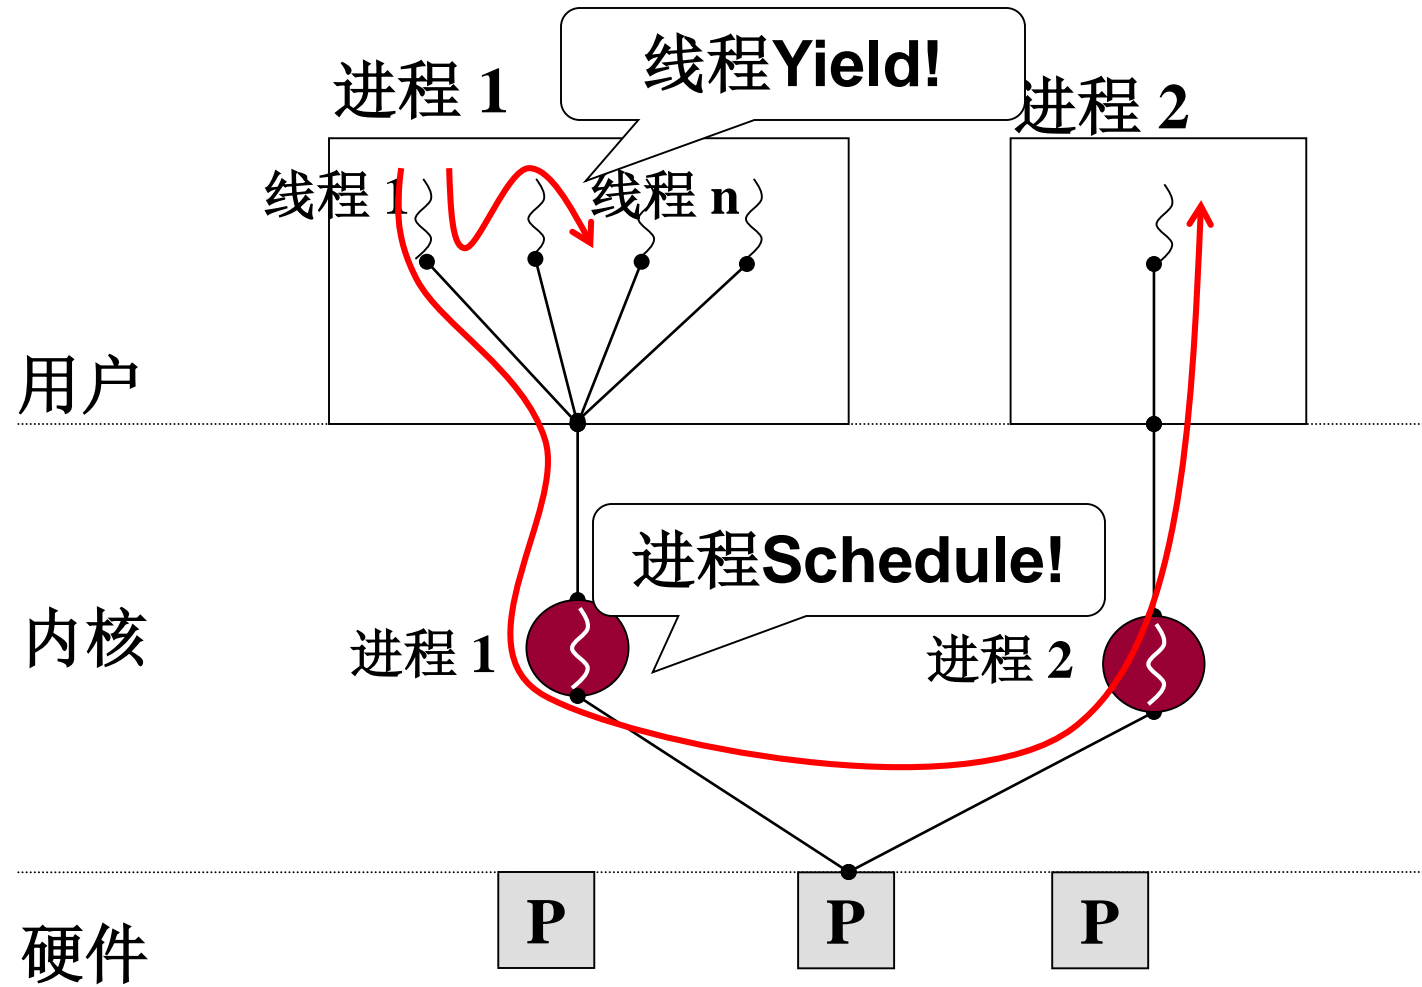 线程Yield!
进程 1
进程 2
线程 1
线程 n
用户
进程Schedule!
内核
进程 1
进程 2
P
P
P
硬件